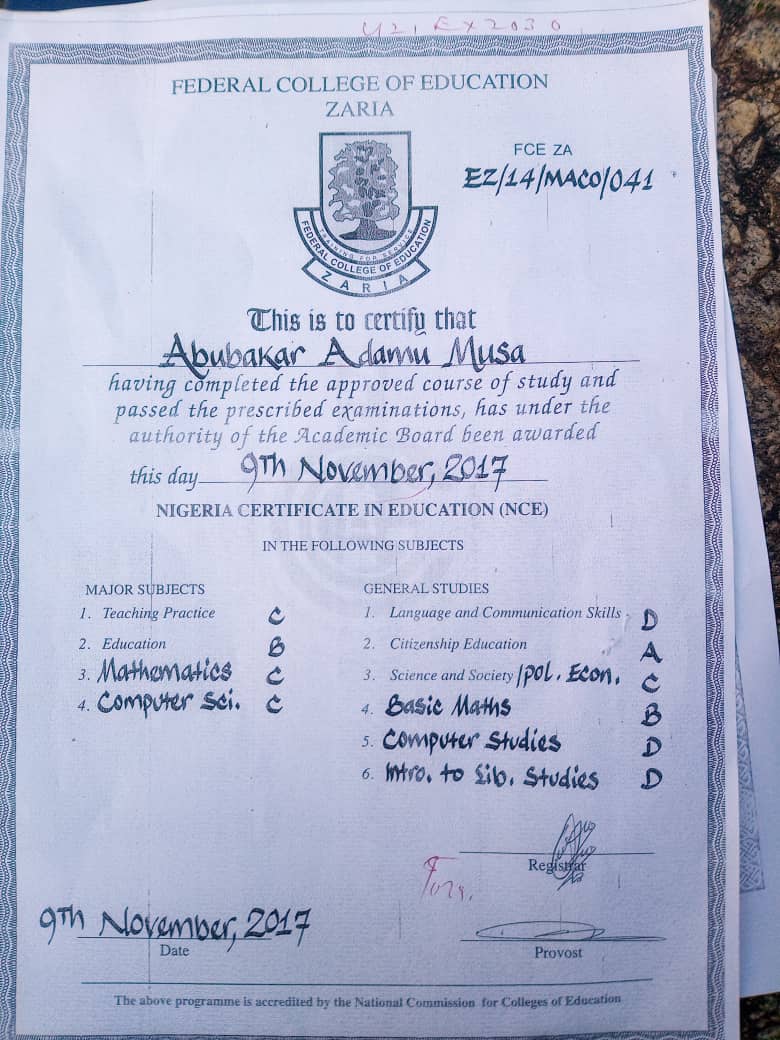 U21EX2030
FEDERAL COLLEGE OF EDUCATION
ZARIA
FCE ZA
EZ/14/MACO/041
TRAINING FOR SERVICE
FEDERAL COLLEGE OF EDUCATION
ZARIA
This is to certify that
Abubakar Adamu Musa
having completed the approved course of study and
passed the prescribed examinations, has under the
authority of the Academic Board been awarded
this day 9th November, 2017
NIGERIA CERTIFICATE IN EDUCATION (NCE)
IN THE FOLLOWING SUBJECTS
MAJOR SUBJECTS
1. Teaching Practice C
2. Education B
3. Mathematics C
4. Computer Sci. C
GENERAL STUDIES
1. Language and Communication Skills - D
2. Citizenship Education A
3. Science and Society/Pol. Econ. C
4. Basic Maths B
5. Computer Studies D
6. Intro. to Lib. Studies D
Registrar
9th November, 2017
Date
Provost
The above programme is accredited by the National Commission for Colleges of Education